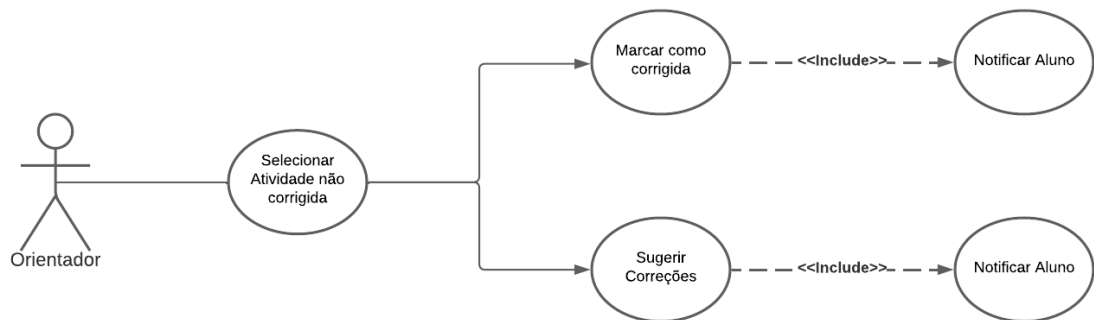 Marcar como
corrigida
<<Include>>
Notificar Aluno
Selecionar
Atividade não
corrigida
Orientador
Sugerir
Correções
<<Include>>
Notificar Aluno